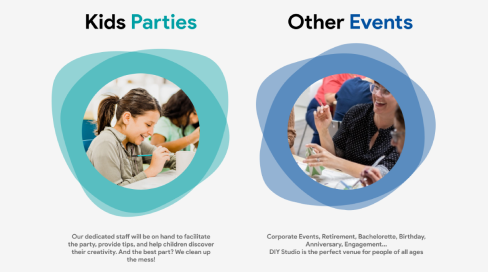 Kids Parties
Our dedicated staff will be on hand to facilitate
the party, provide tips, and help children discover
their creativity. And the best part? We clean up
the mess!
Other Events
Corporate Events, Retirement, Bachelorette, Birthday,
Anniversary, Engagement...
DIY Studio is the perfect venue for people of all ages